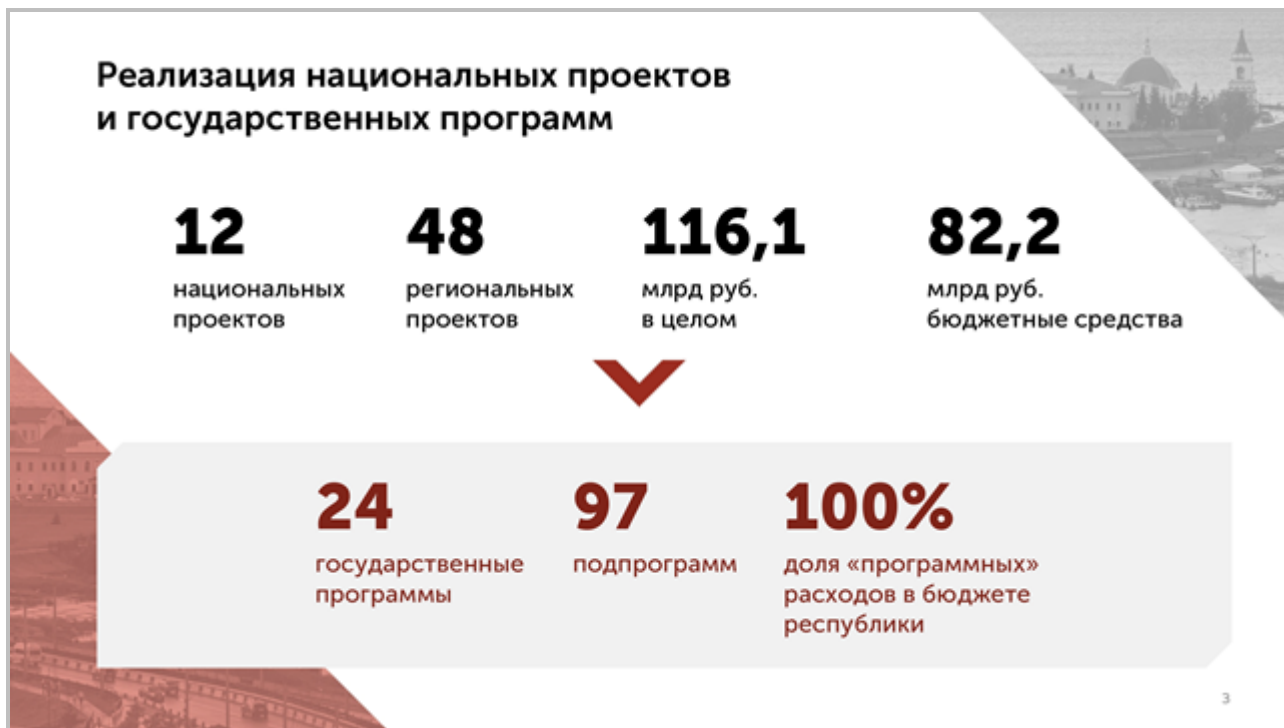 Реализация национальных проектов
и государственных программ
12
национальных
проектов
48
региональных
проектов
116,1
млрд руб.
в целом
82,2
млрд руб.
бюджетные средства
24
государственные
программы
97
подпрограмм
100%
доля «программных»
расходов в бюджете
республики
3